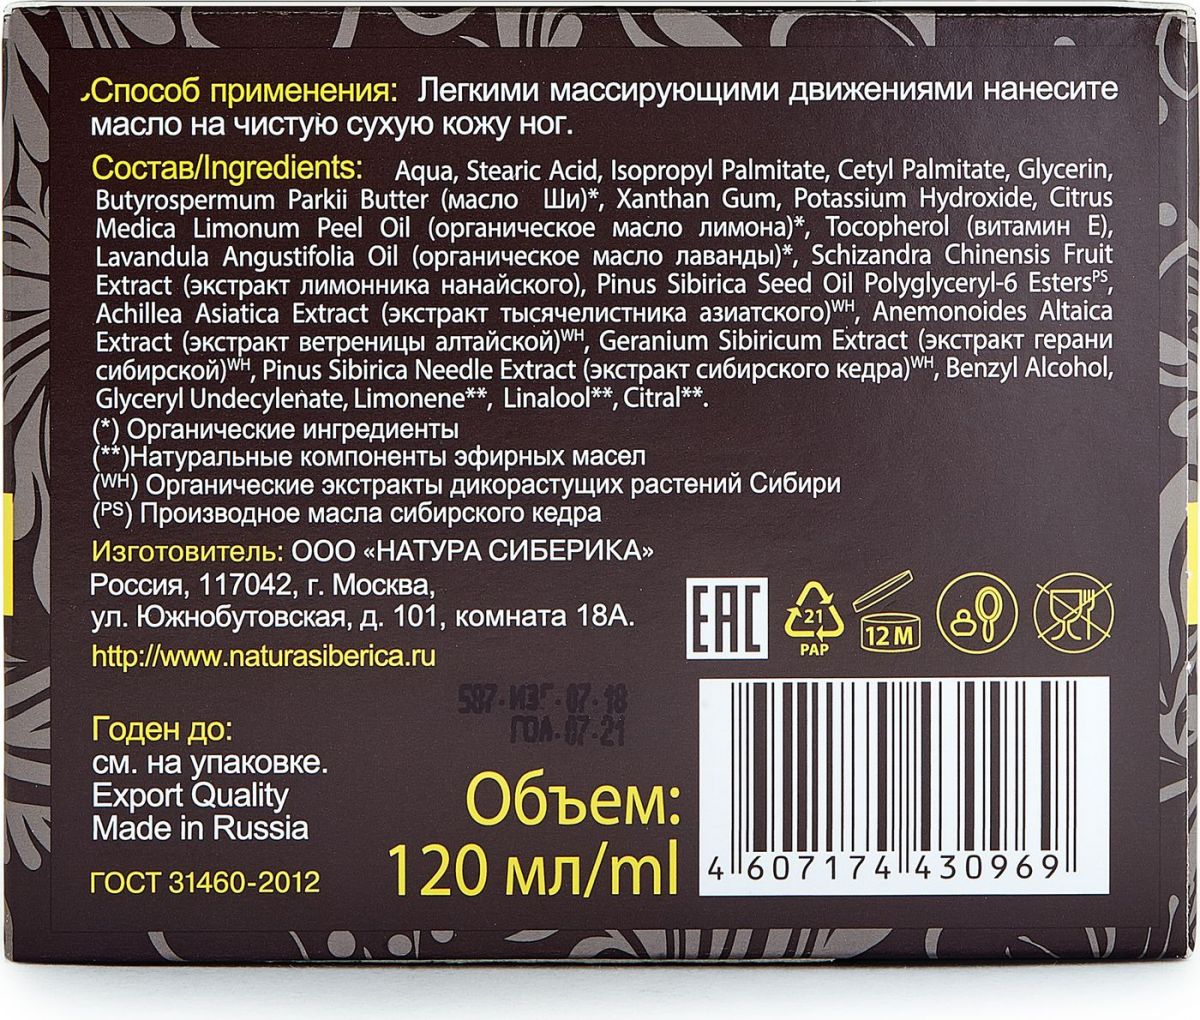 Способ применения: Легкими массирующими движениями нанесите
масло на чистую сухую кожу ног.
Состав/Ingredients: Aqua, Stearic Acid, Isopropyl Palmitate, Cetyl Palmitate, Glycerin,
Butyrospermum Parkii Butter (масло Ши)*, Xanthan Gum, Potassium Hydroxide, Citrus
Medica Limonum Peel Oil (органическое масло лимона)*, Tocopherol (витамин Е),
Lavandula Angustifolia Oil (органическое масло лаванды)*, Schizandra Chinensis Fruit
Extract (экстракт лимонника нанайского), Pinus Sibirica Seed Oil Polyglyceryl-6 Esters^PS,
Achillea Asiatica Extract (экстракт тысячелистника азиатского)^WH, Anemonoides Altaica
Extract (экстракт ветреницы алтайской)^WH, Geranium Sibiricum Extract (экстракт герани
сибирской)^WH, Pinus Sibirica Needle Extract (экстракт сибирского кедра)^WH, Benzyl Alcohol,
Glyceryl Undecylenate, Limonene**, Linalool**, Citral**.
(*) Органические ингредиенты
(**)Натуральные компоненты эфирных масел
(WH) Органические экстракты дикорастущих растений Сибири
(PS) Производное масла сибирского кедра
Изготовитель: ООО «НАТУРА СИБЕРИКА»
Россия, 117042, г. Москва,
ул. Южнобутовская, д. 101, комната 18А.
http://www.naturasiberica.ru
EAC
21
PAP
12 M
587·ИЗГ·07·18
ГОД·07·21
Годен до:
см. на упаковке.
Export Quality
Made in Russia
ГОСТ 31460-2012
Объем:
120 мл/ml
4 607174 430969